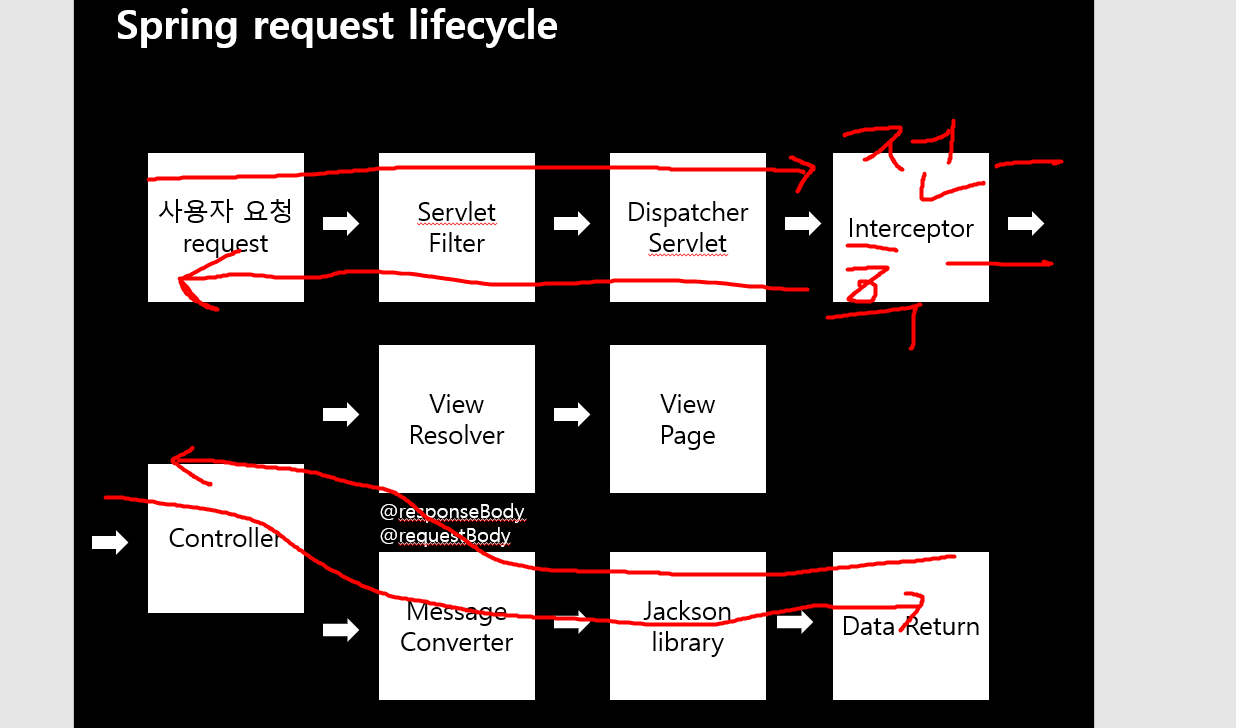 Spring request lifecycle
전
사용자 요청
request
Servlet
Filter
Dispatcher
Servlet
Interceptor
후
View
Resolver
View
Page
Controller
@responseBody
@requestBody
Message
Converter
Jackson
library
Data Return